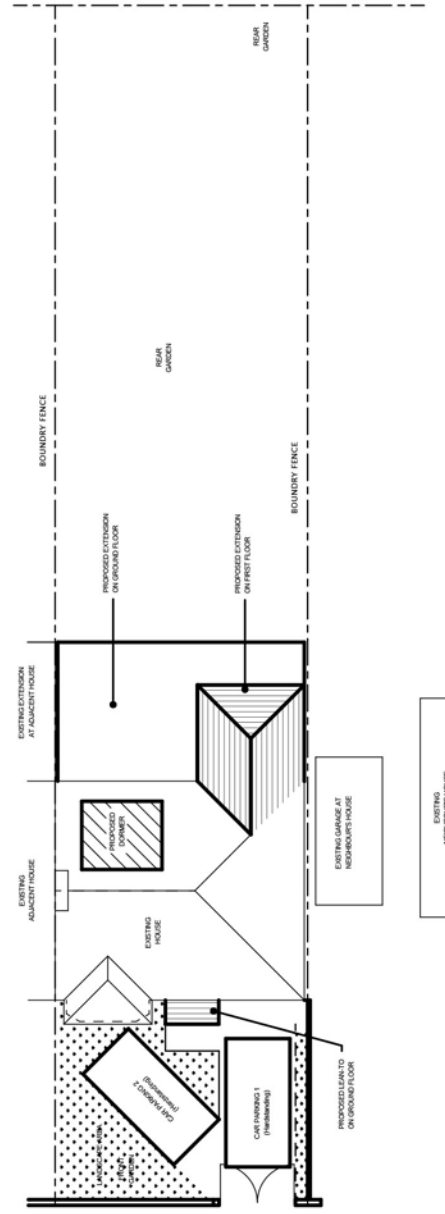 REAR
GARDEN
REAR
GARDEN
BOUNDRY FENCE
BOUNDRY FENCE
PROPOSED EXTENSION
ON GROUND FLOOR
PROPOSED EXTENSION
ON FIRST FLOOR
EXISTING EXTENSION
AT ADJACENT HOUSE
EXISTING
ADJACENT HOUSE
PROPOSED
DORMER
EXISTING
HOUSE
EXISTING GARAGE AT
NEIGHBOUR'S HOUSE
EXISTING
LANDSCAPE AREA
FRONT
GARDEN
CAR PARKING 2
(Hardstanding)
CAR PARKING 1
(Hardstanding)
PROPOSED LEAN-TO
ON GROUND FLOOR